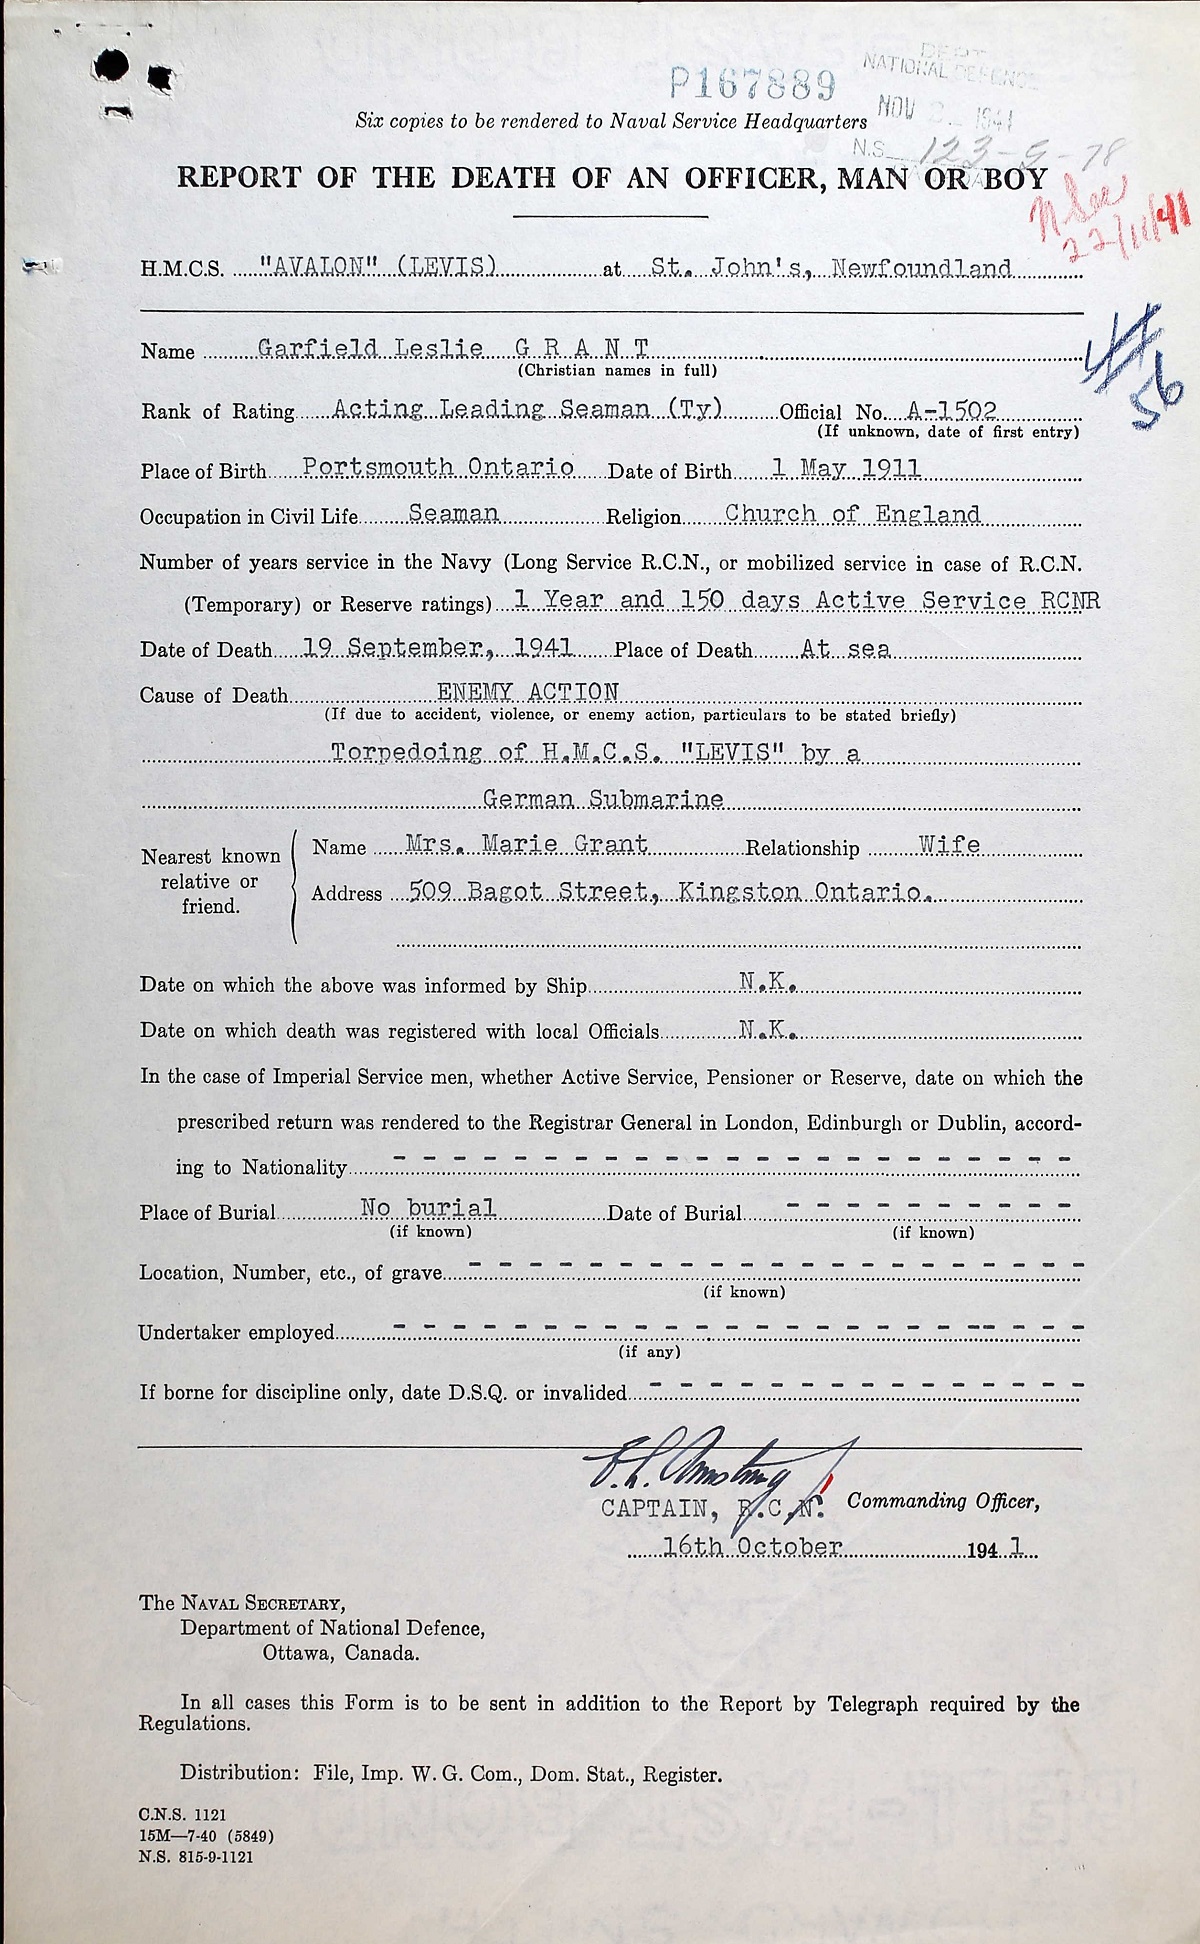 P167889
DEPT
NATIONAL DEFENCE
NOV 2 1941
Six copies to be rendered to Naval Service Headquarters
N.S. 123-G-78
REPORT OF THE DEATH OF AN OFFICER, MAN OR BOY
22/11/41
H.M.C.S. "AVALON" (LEVIS) at St. John's, Newfoundland
Name Garfield Leslie G R A N T
(Christian names in full)
56
Rank of Rating Acting Leading Seaman (Ty) Official No. A-1502
(If unknown, date of first entry)
Place of Birth Portsmouth Ontario Date of Birth 1 May 1911
Occupation in Civil Life Seaman Religion Church of England
Number of years service in the Navy (Long Service R.C.N., or mobilized service in case of R.C.N.
(Temporary) or Reserve ratings) 1 Year and 150 days Active Service RCNR
Date of Death 19 September, 1941 Place of Death At sea
Cause of Death ENEMY ACTION
(If due to accident, violence, or enemy action, particulars to be stated briefly)
Torpedoing of H.M.C.S. "LEVIS" by a
German Submarine
Nearest known relative or friend.
Name Mrs. Marie Grant Relationship Wife
Address 509 Bagot Street, Kingston Ontario.
Date on which the above was informed by Ship N.K.
Date on which death was registered with local Officials N.K.
In the case of Imperial Service men, whether Active Service, Pensioner or Reserve, date on which the
prescribed return was rendered to the Registrar General in London, Edinburgh or Dublin, accord-
ing to Nationality - - - - - - - - - - - - - - - - - - - - - - -
Place of Burial No burial Date of Burial - - - - - - - - - -
(if known) (if known)
Location, Number, etc., of grave - - - - - - - - - - - - - - - - - - - - -
(if known)
Undertaker employed - - - - - - - - - - - - - - - - - - - - - - - -
(if any)
If borne for discipline only, date D.S.Q. or invalided - - - - - - - - - - - - - - -
C.L. Armstrong
CAPTAIN, R.C.N. Commanding Officer,
16th October 1941
The NAVAL SECRETARY,
Department of National Defence,
Ottawa, Canada.
In all cases this Form is to be sent in addition to the Report by Telegraph required by the
Regulations.
Distribution: File, Imp. W. G. Com., Dom. Stat., Register.
C.N.S. 1121
15M—7-40 (5849)
N.S. 815-9-1121